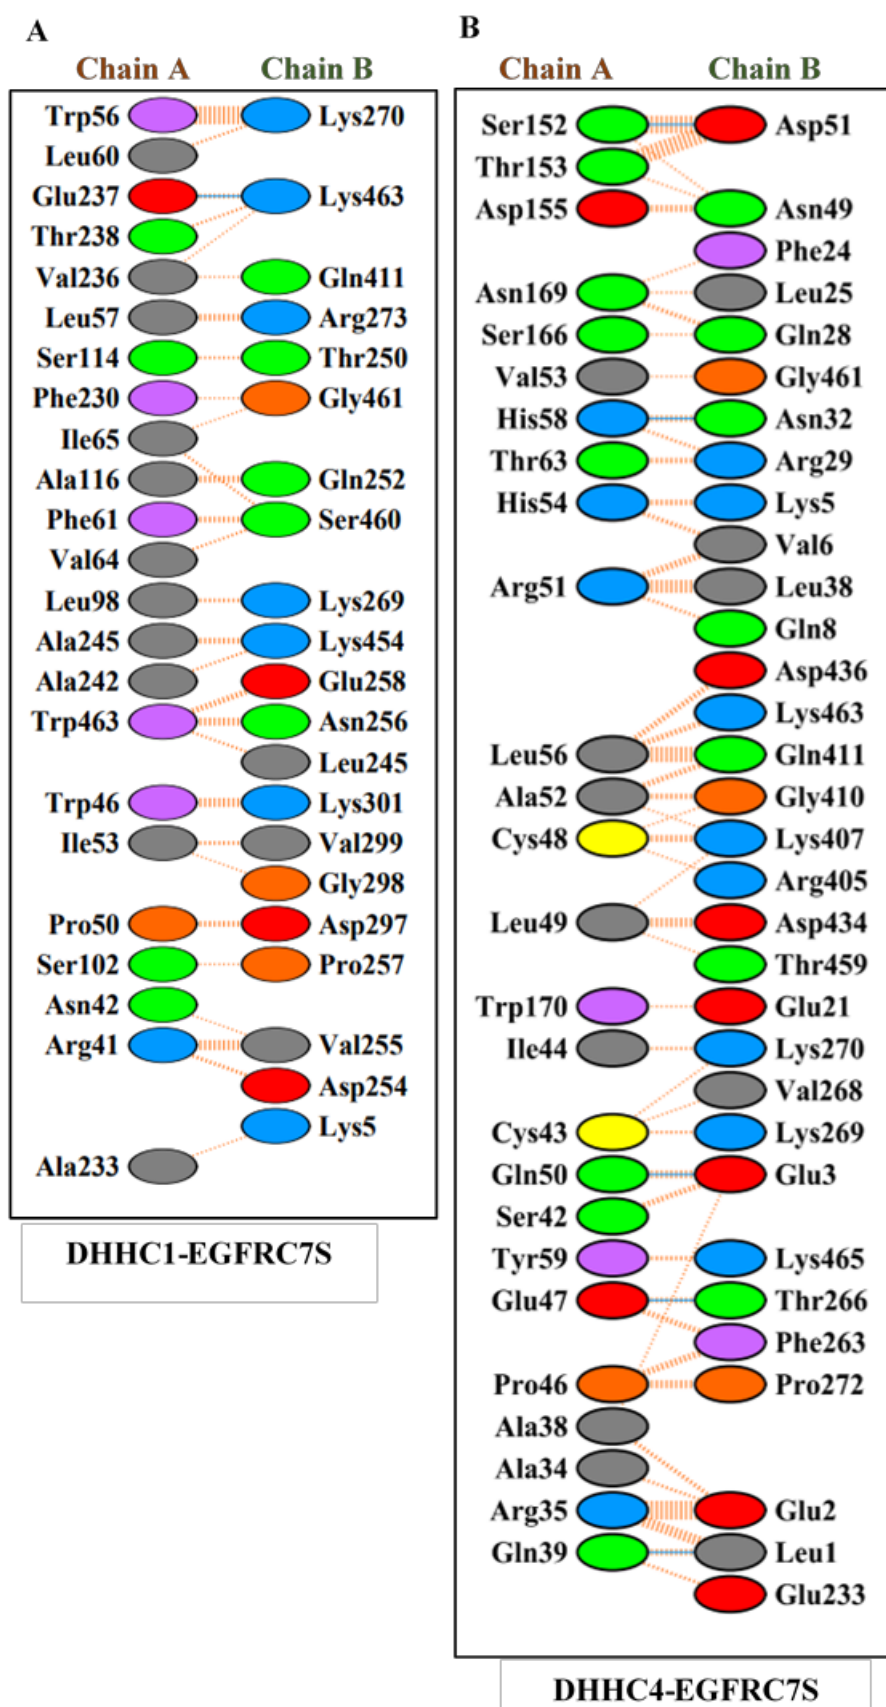 A
Chain A Chain B
Trp56 Lys270
Leu60
Glu237 Lys463
Thr238
Val236 Gln411
Leu57 Arg273
Ser114 Thr250
Phe230 Gly461
Ile65
Ala116 Gln252
Phe61 Ser460
Val64
Leu98 Lys269
Ala245 Lys454
Ala242 Glu258
Trp463 Asn256
Leu245
Trp46 Lys301
Ile53 Val299
Gly298
Pro50 Asp297
Ser102 Pro257
Asn42
Arg41 Val255
Asp254
Lys5
Ala233
DHHC1-EGFRC7S
B
Chain A Chain B
Ser152 Asp51
Thr153
Asp155 Asn49
Phe24
Asn169 Leu25
Ser166 Gln28
Val53 Gly461
His58 Asn32
Thr63 Arg29
His54 Lys5
Val6
Arg51 Leu38
Gln8
Asp436
Lys463
Leu56 Gln411
Ala52 Gly410
Cys48 Lys407
Arg405
Leu49 Asp434
Thr459
Trp170 Glu21
Ile44 Lys270
Val268
Cys43 Lys269
Gln50 Glu3
Ser42
Tyr59 Lys465
Glu47 Thr266
Phe263
Pro46 Pro272
Ala38
Ala34
Arg35 Glu2
Gln39 Leu1
Glu233
DHHC4-EGFRC7S